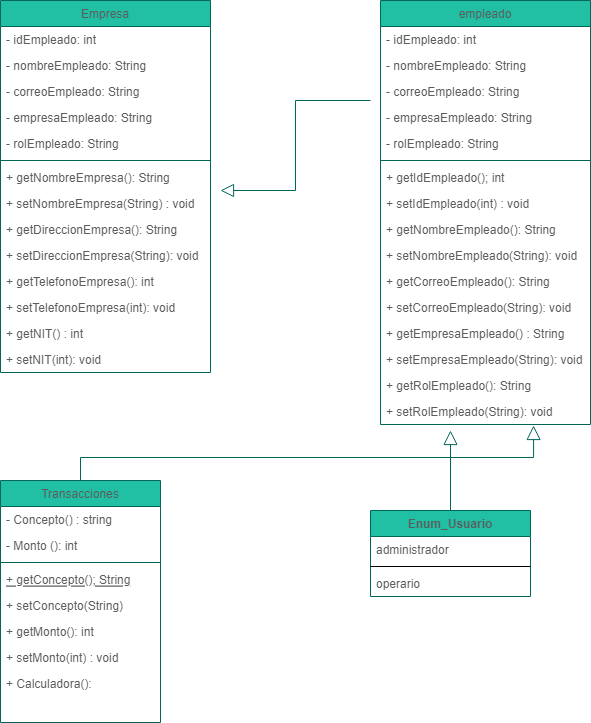 Empresa
- idEmpleado: int
- nombreEmpleado: String
- correoEmpleado: String
- empresaEmpleado: String
- rolEmpleado: String
+ getNombreEmpresa(): String
+ setNombreEmpresa(String) : void
+ getDireccionEmpresa(): String
+ setDireccionEmpresa(String): void
+ getTelefonoEmpresa(): int
+ setTelefonoEmpresa(int): void
+ getNIT() : int
+ setNIT(int): void
empleado
- idEmpleado: int
- nombreEmpleado: String
- correoEmpleado: String
- empresaEmpleado: String
- rolEmpleado: String
+ getIdEmpleado(); int
+ setIdEmpleado(int) : void
+ getNombreEmpleado(): String
+ setNombreEmpleado(String): void
+ getCorreoEmpleado(): String
+ setCorreoEmpleado(String): void
+ getEmpresaEmpleado() : String
+ setEmpresaEmpleado(String): void
+ getRolEmpleado(): String
+ setRolEmpleado(String): void
Transacciones
- Concepto() : string
- Monto (): int
+ getConcepto(); String
+ setConcepto(String)
+ getMonto(): int
+ setMonto(int) : void
+ Calculadora():
Enum_Usuario
administrador
operario